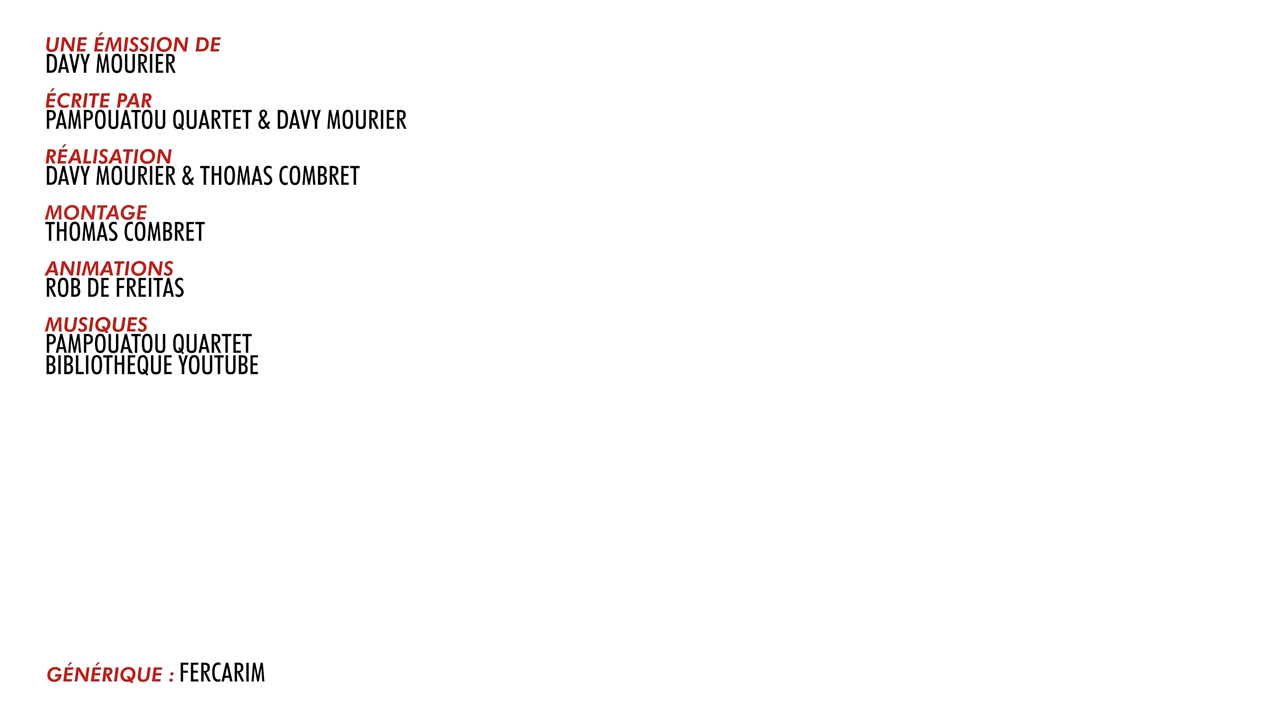 UNE ÉMISSION DE
DAVY MOURIER
ÉCRITE PAR
PAMPOUATOU QUARTET & DAVY MOURIER
RÉALISATION
DAVY MOURIER & THOMAS COMBRET
MONTAGE
THOMAS COMBRET
ANIMATIONS
ROB DE FREITAS
MUSIQUES
PAMPOUATOU QUARTET
BIBLIOTHÈQUE YOUTUBE
GÉNÉRIQUE : FERCARIM